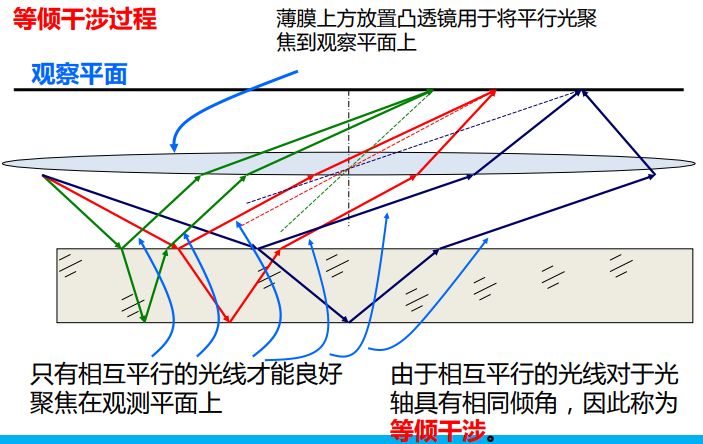 等倾干涉过程
薄膜上方放置凸透镜用于将平行光聚
焦到观察平面上
观察平面
只有相互平行的光线才能良好
聚焦在观测平面上
由于相互平行的光线对于光
轴具有相同倾角，因此称为
等倾干涉。